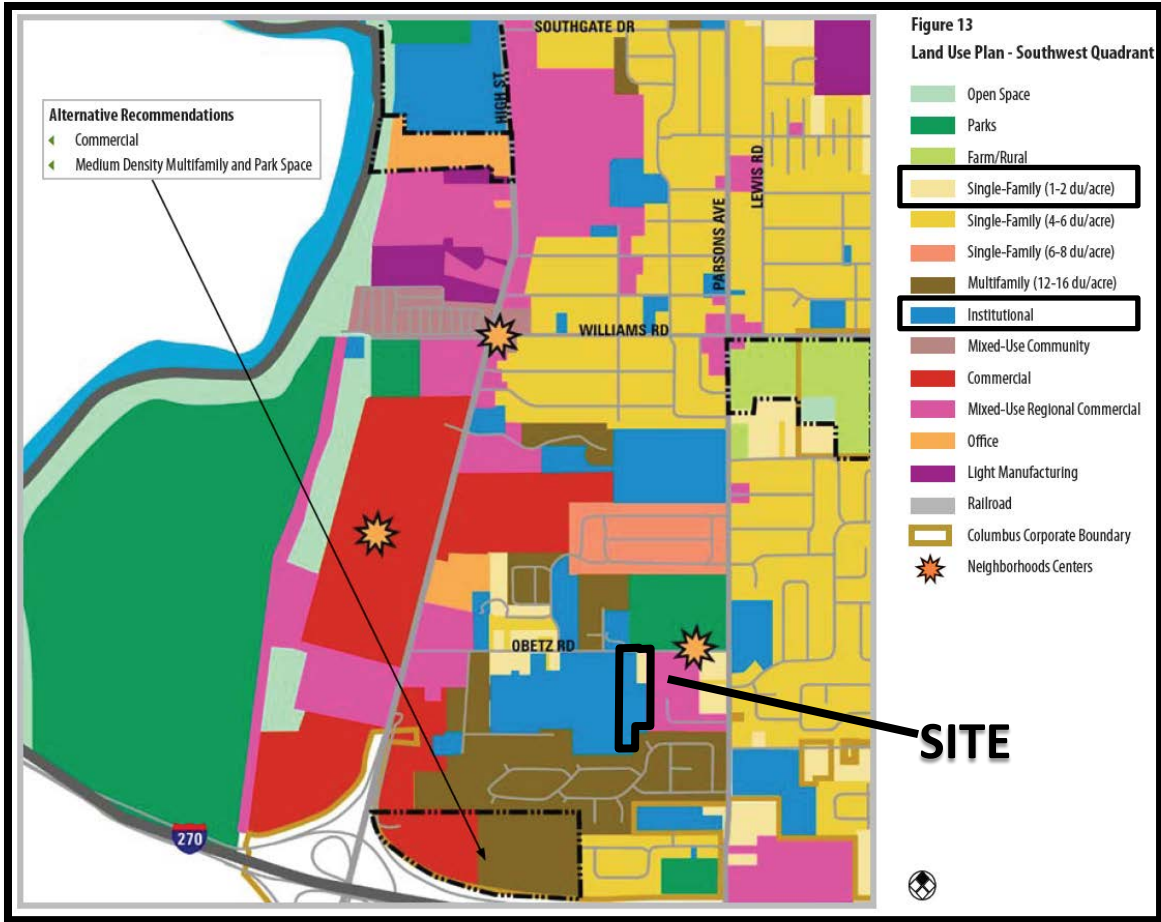 Figure 13
Land Use Plan - Southwest Quadrant
Open Space
Parks
Farm/Rural
Single-Family (1-2 du/acre)
Single-Family (4-6 du/acre)
Single-Family (6-8 du/acre)
Multifamily (12-16 du/acre)
Institutional
Mixed-Use Community
Commercial
Mixed-Use Regional Commercial
Office
Light Manufacturing
Railroad
Columbus Corporate Boundary
Neighborhoods Centers
Alternative Recommendations
Commercial
Medium Density Multifamily and Park Space
SOUTHGATE DR
HIGH ST
LEWIS RD
PARSONS AVE
WILLIAMS RD
OBETZ RD
SITE
270